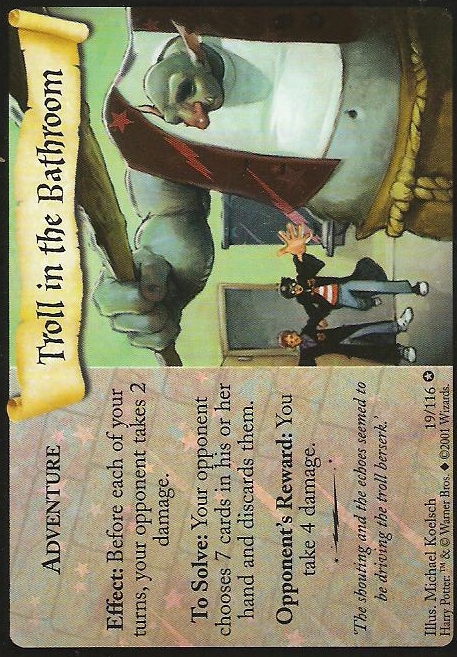 Troll in the Bathroom
ADVENTURE
Effect: Before each of your
turns, your opponent takes 2
damage.
To Solve: Your opponent
chooses 7 cards in his or her
hand and discards them.
Opponent's Reward: You
take 4 damage.
'The shouting and the echoes seemed to
be driving the troll berserk.'
Illus. Michael Koelsch 19/116 ✪
Harry Potter ™ & © Warner Bros. ◆ ©2001 Wizards.